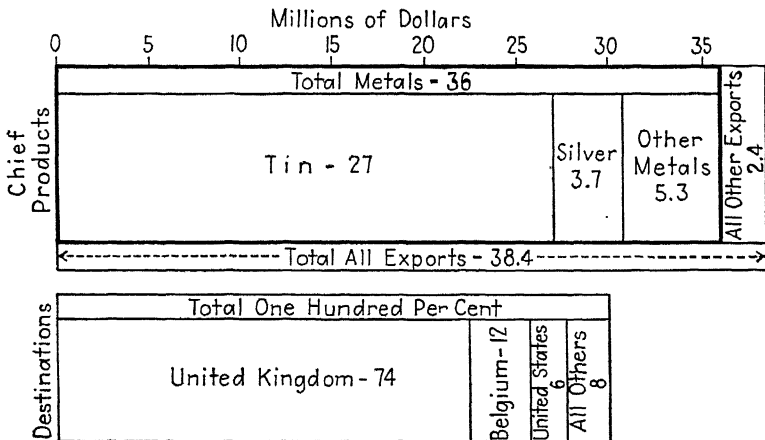 Millions of Dollars
0 5 10 15 20 25 30 35
Chief
Products
Total Metals - 36
Tin - 27
Silver
3.7
Other
Metals
5.3
All Other Exports
2.4
Total All Exports - 38.4
Destinations
Total One Hundred Per Cent
United Kingdom - 74
Belgium - 12
United States
6
All Others
8